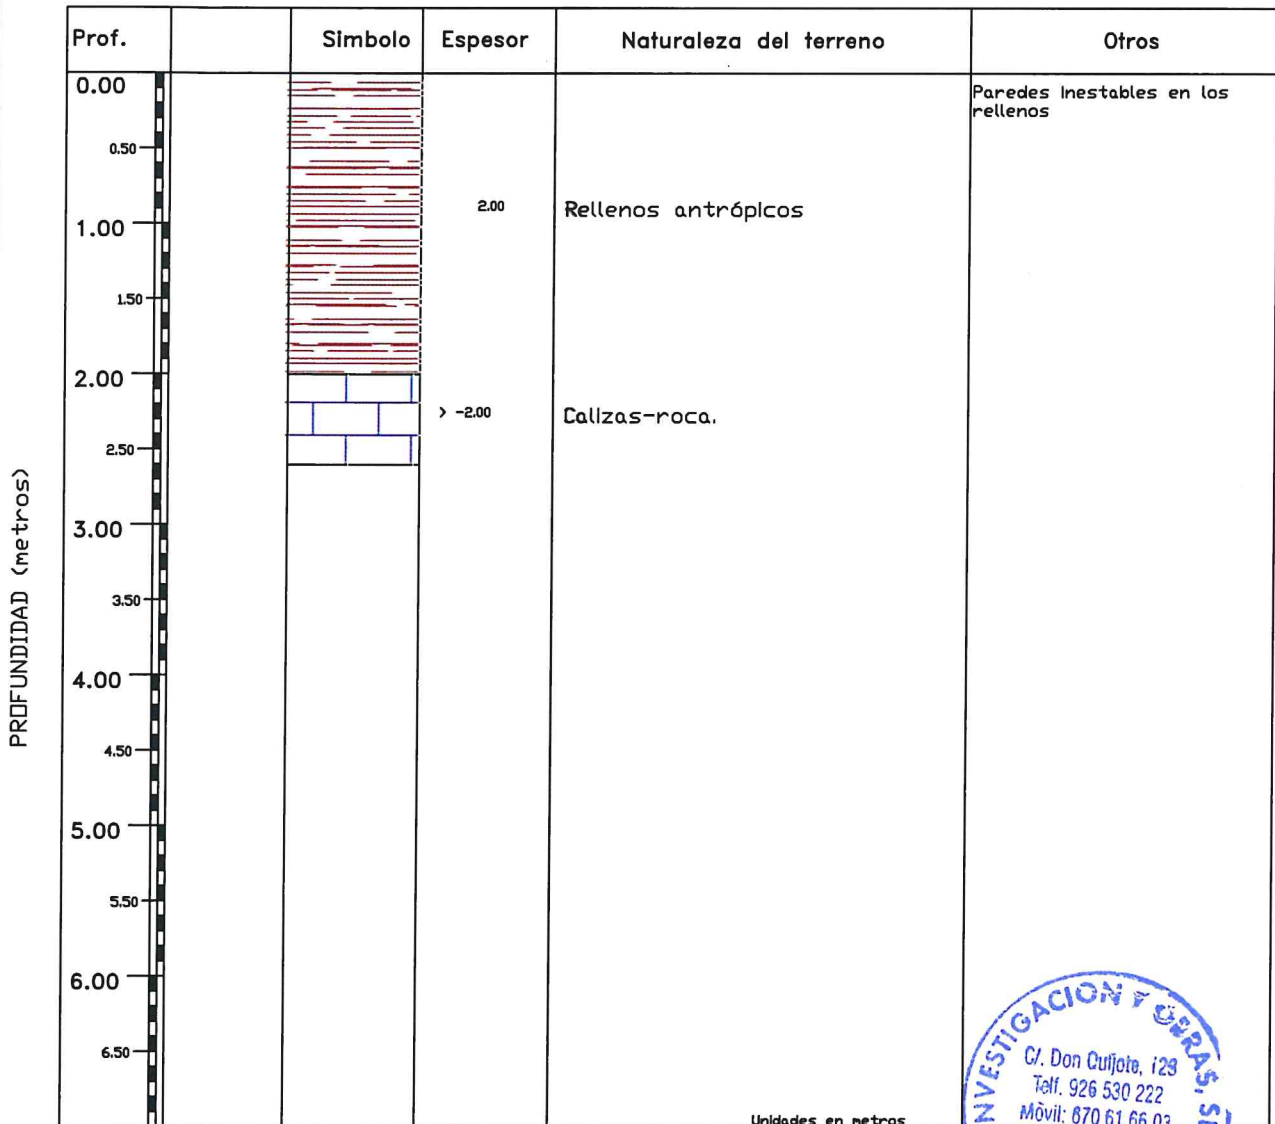 Prof.
Simbolo
Espesor
Naturaleza del terreno
Otros
0.00
Paredes Inestables en los
rellenos
0.50
2.00
Rellenos antrópicos
1.00
1.50
2.00
> -2.00
Calizas-roca.
2.50
PROFUNDIDAD (metros)
3.00
3.50
4.00
4.50
5.00
5.50
6.00
6.50
NVESTIGACION Y OBRAS, S
C/. Don Quijote, 129
Telf. 926 530 222
Móvil: 670 61 66 03
Unidades en metros